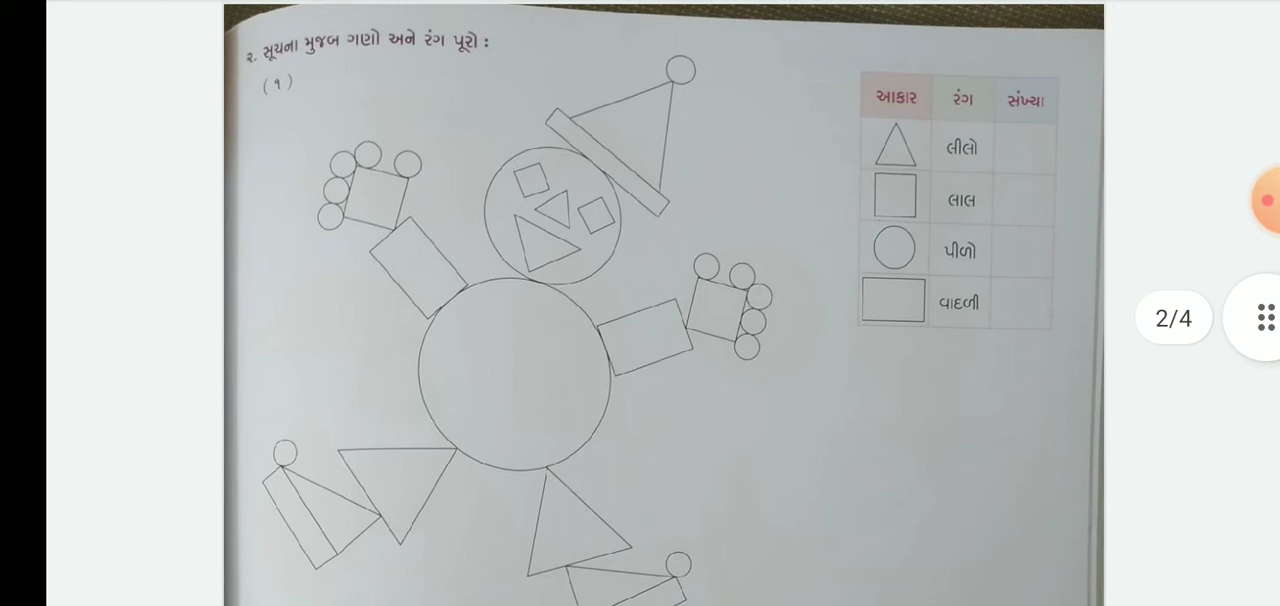 ૨. સૂચના મુજબ ગણો અને રંગ પૂરો :
(૧)
આકાર રંગ સંખ્યા
લીલો
લાલ
પીળો
વાદળી
2/4